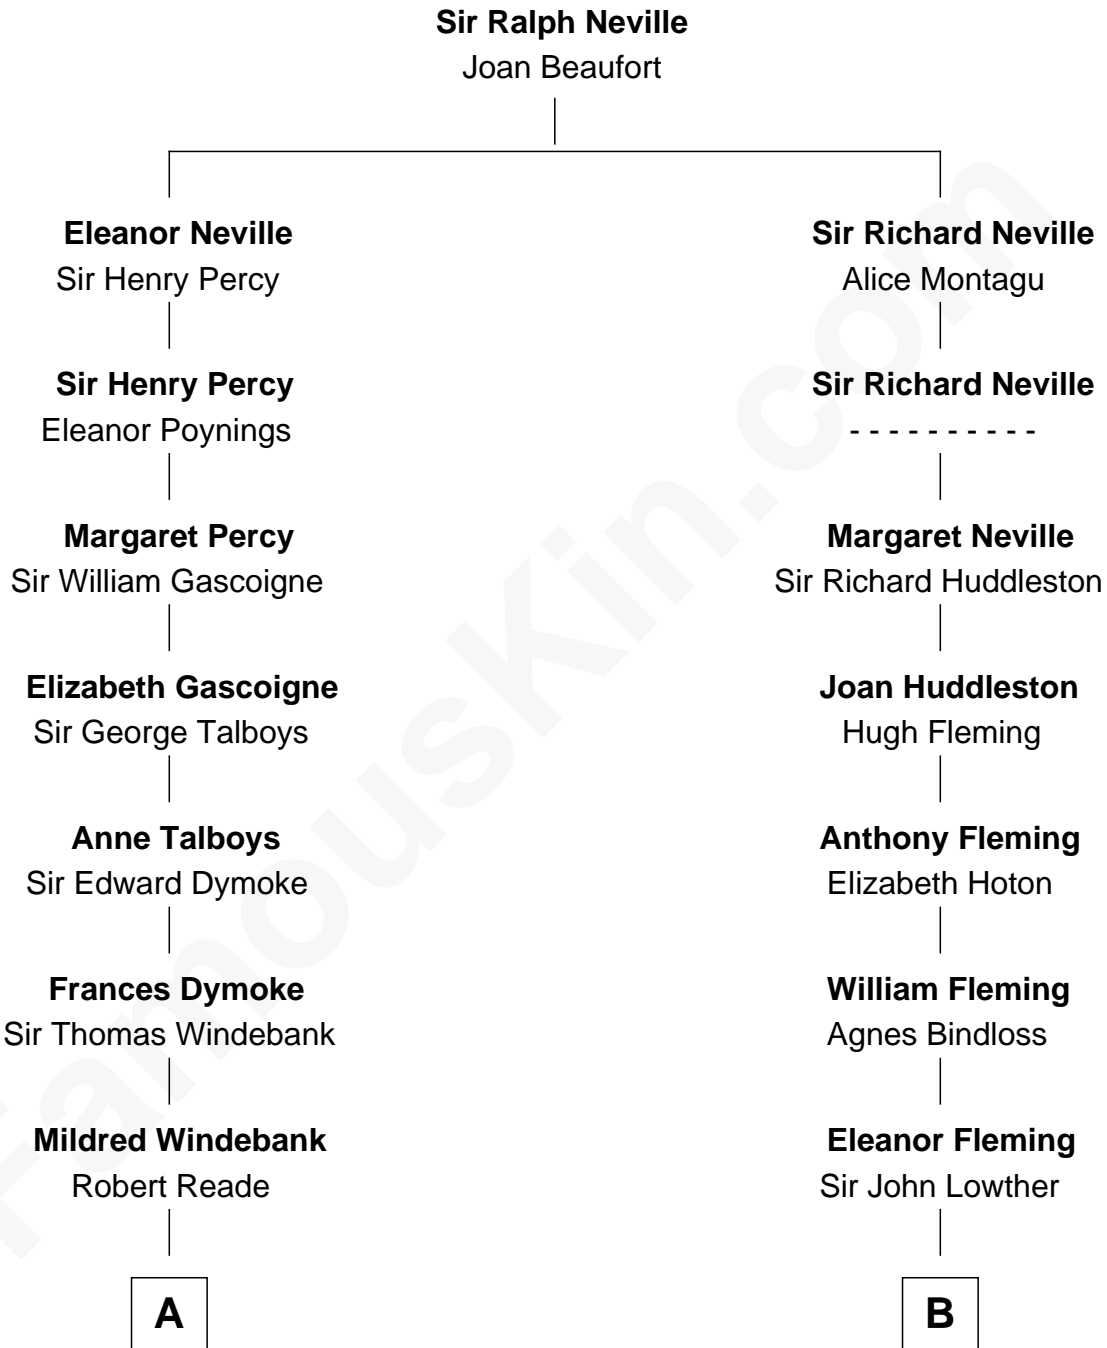 Sir Ralph Neville
Joan Beaufort
Eleanor Neville
Sir Henry Percy
Sir Richard Neville
Alice Montagu
Sir Henry Percy
Eleanor Poynings
Sir Richard Neville
- - - - - - - - - -
Margaret Percy
Sir William Gascoigne
Margaret Neville
Sir Richard Huddleston
Elizabeth Gascoigne
Sir George Talboys
Joan Huddleston
Hugh Fleming
Anne Talboys
Sir Edward Dymoke
Anthony Fleming
Elizabeth Hoton
Frances Dymoke
Sir Thomas Windebank
William Fleming
Agnes Bindloss
Mildred Windebank
Robert Reade
Eleanor Fleming
Sir John Lowther
A
B
FamousKin.com